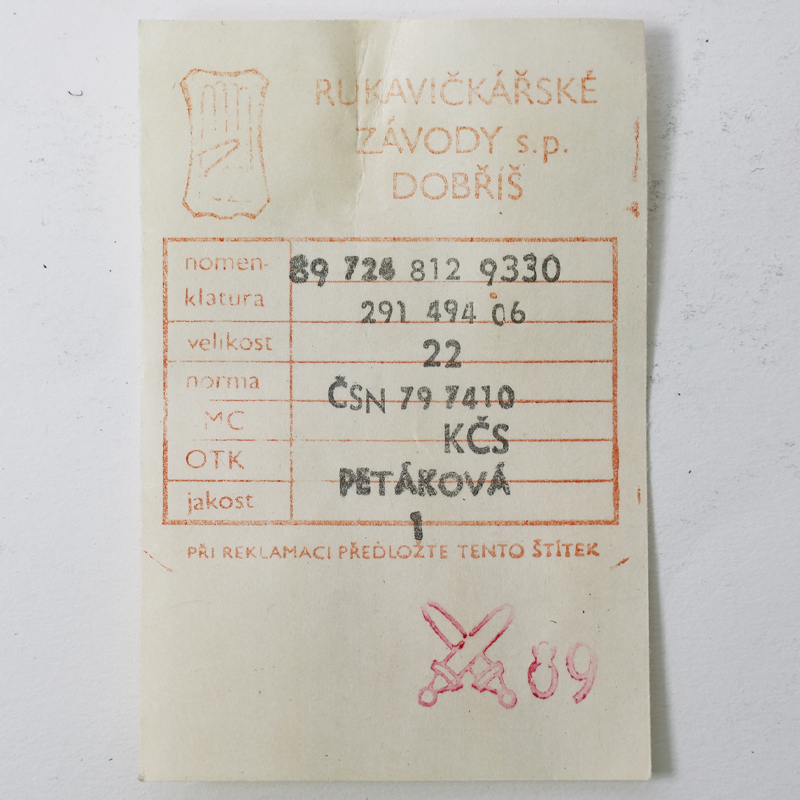 RUKAVIČKÁŘSKÉ
ZÁVODY s.p.
DOBŘÍŠ
nomen- 89 726 812 9330
klatura 291 494 06
velikost 22
norma ČSN 79 7410
MC KČS
OTK PETÁKOVÁ
jakost 1
PŘI REKLAMACI PŘEDLOŽTE TENTO ŠTÍTEK
89